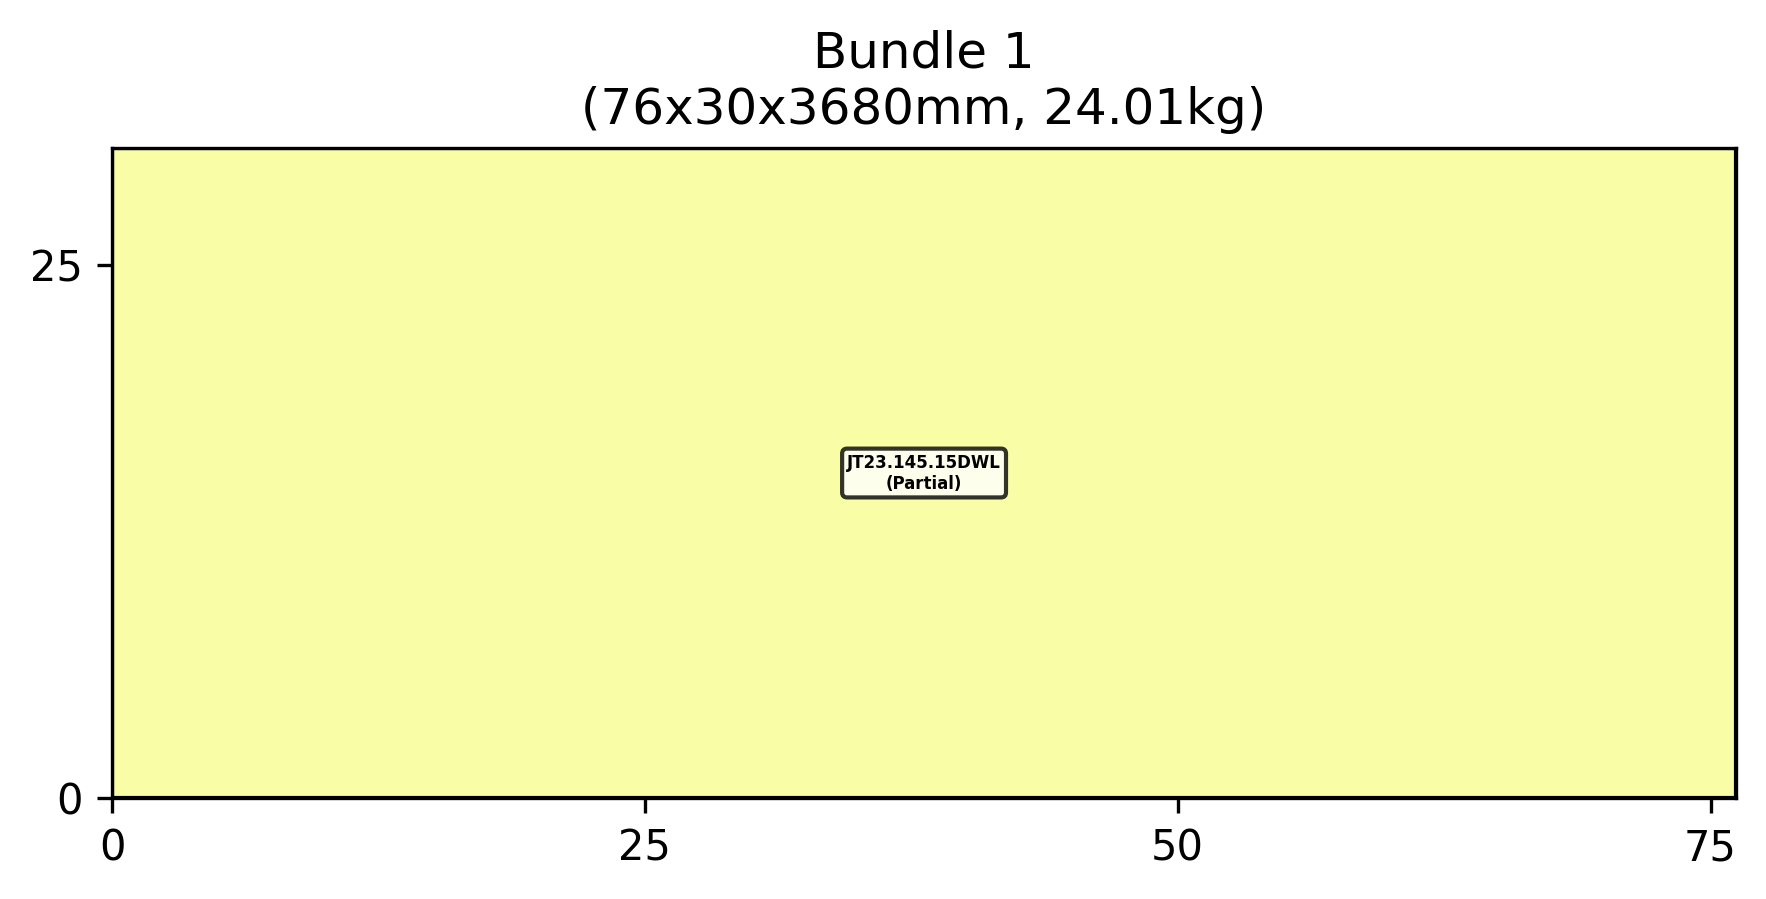 Bundle 1
(76x30x3680mm, 24.01kg)
25
JT23.145.15DWL
(Partial)
0
0 25 50 75